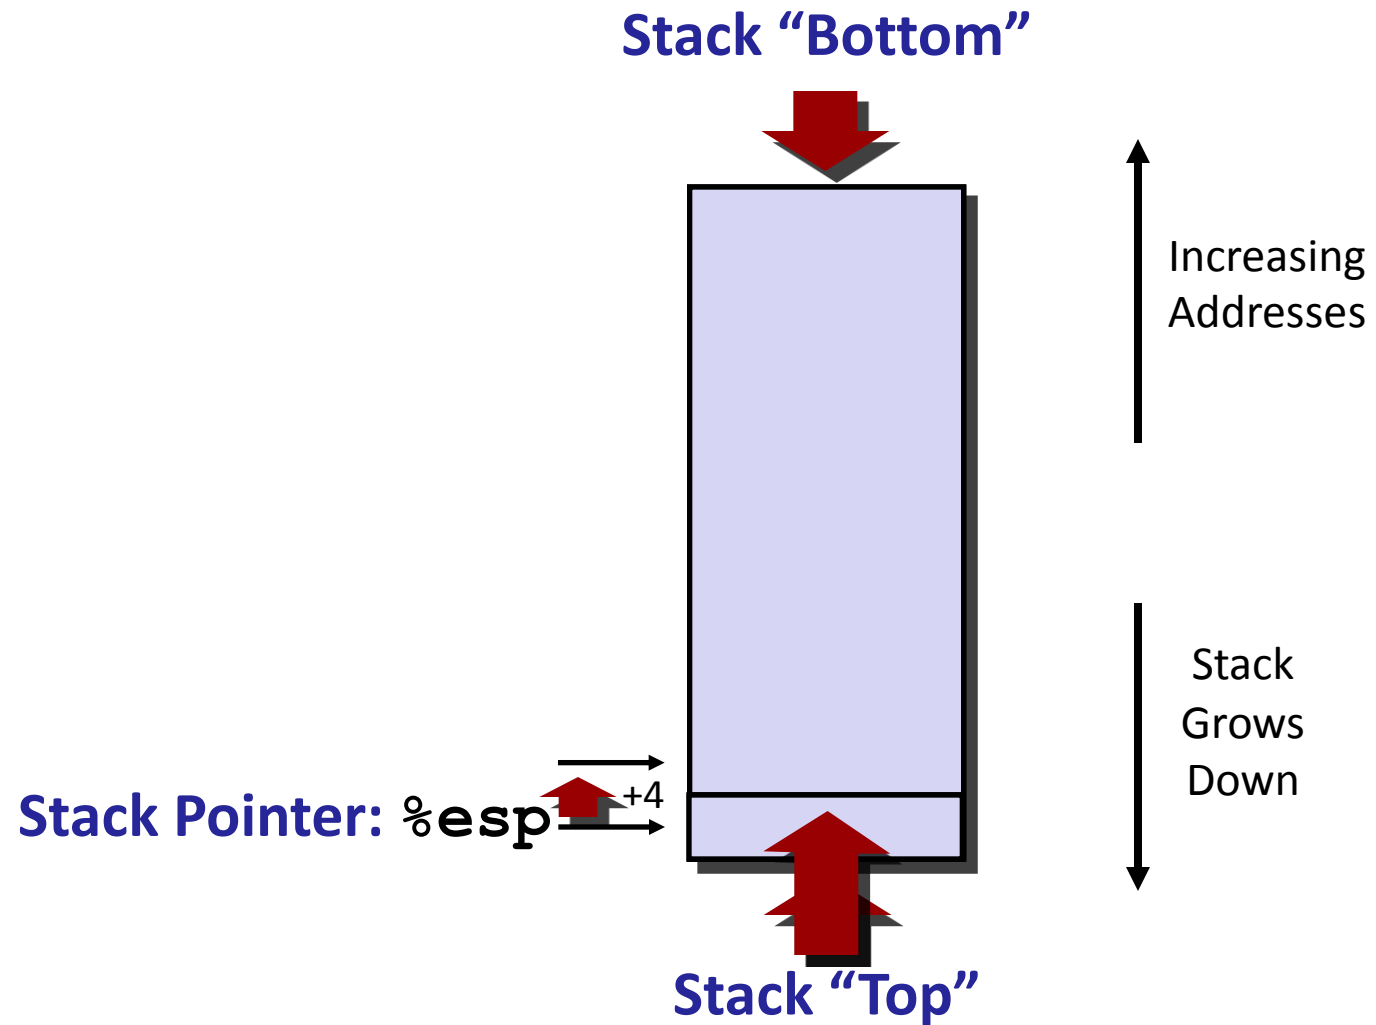 Stack “Bottom”
Increasing
Addresses
Stack
Grows
Down
+4
Stack Pointer: %esp
Stack “Top”